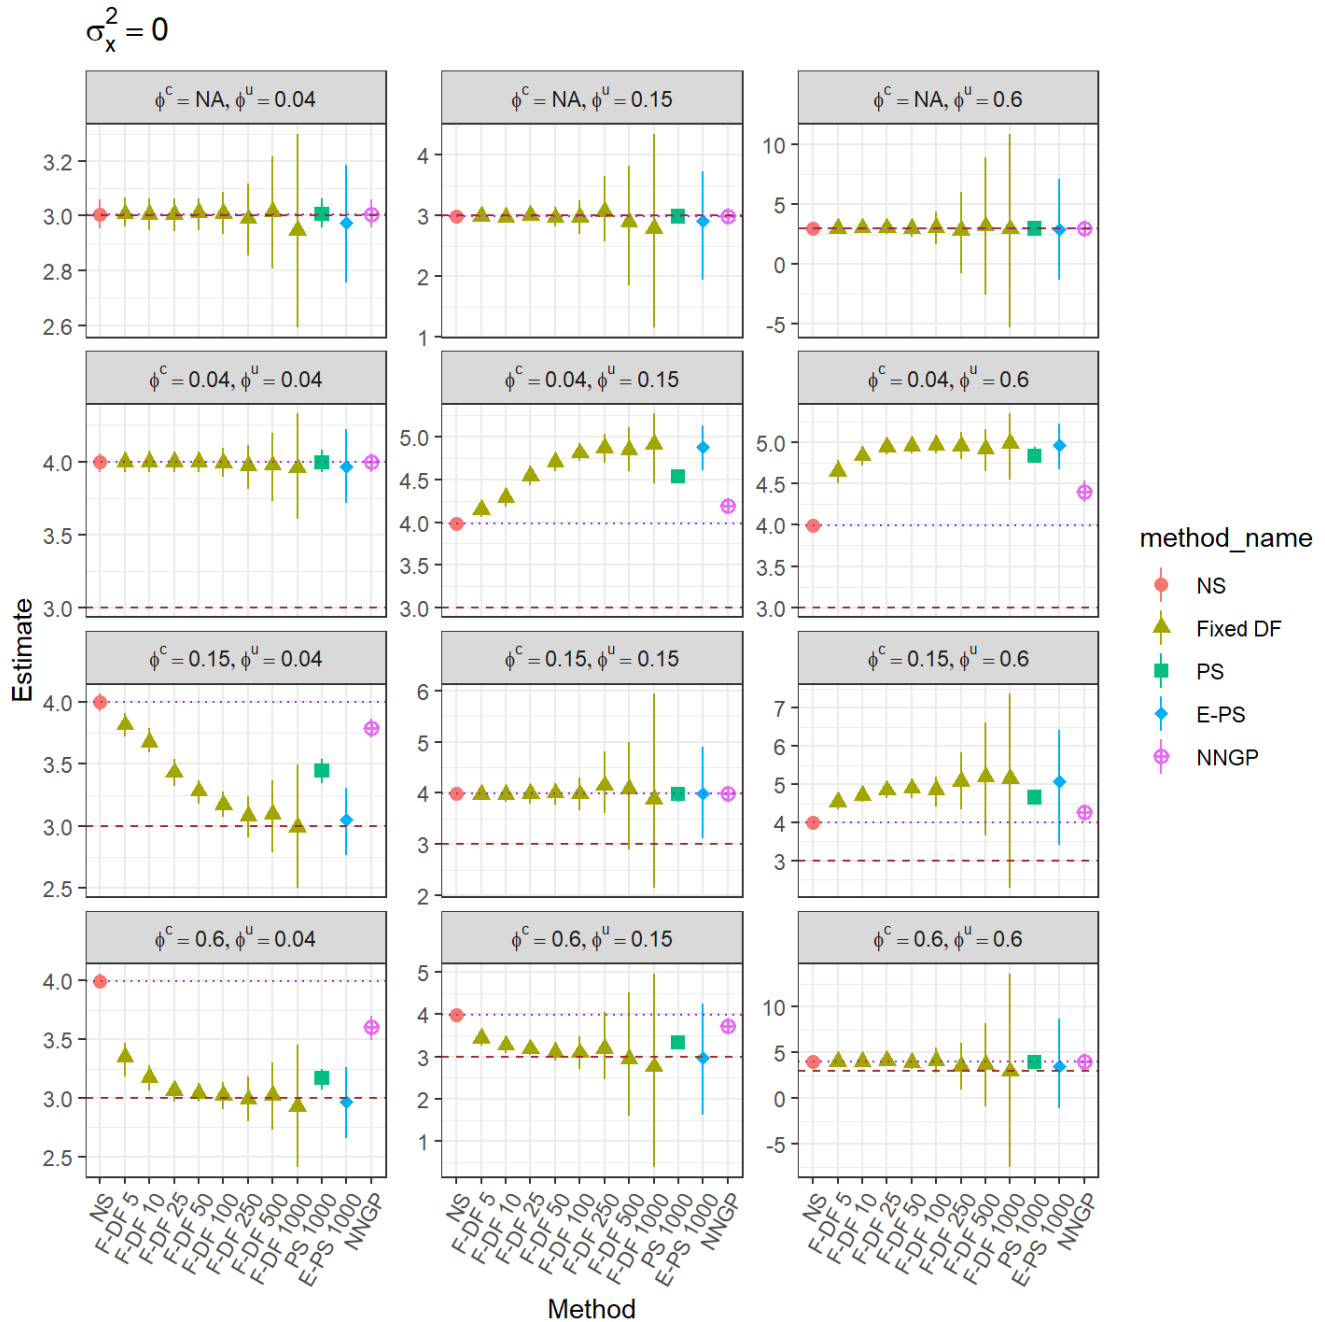 σ²ₓ = 0
ϕᶜ = NA, ϕᵘ = 0.04
ϕᶜ = NA, ϕᵘ = 0.15
ϕᶜ = NA, ϕᵘ = 0.6
3.2
3.0
2.8
2.6
4
3
2
1
10
5
0
-5
ϕᶜ = 0.04, ϕᵘ = 0.04
ϕᶜ = 0.04, ϕᵘ = 0.15
ϕᶜ = 0.04, ϕᵘ = 0.6
4.0
3.5
3.0
5.0
4.5
4.0
3.5
3.0
5.0
4.5
4.0
3.5
3.0
Estimate
ϕᶜ = 0.15, ϕᵘ = 0.04
ϕᶜ = 0.15, ϕᵘ = 0.15
ϕᶜ = 0.15, ϕᵘ = 0.6
4.0
3.5
3.0
2.5
6
5
4
3
2
7
6
5
4
3
ϕᶜ = 0.6, ϕᵘ = 0.04
ϕᶜ = 0.6, ϕᵘ = 0.15
ϕᶜ = 0.6, ϕᵘ = 0.6
4.0
3.5
3.0
2.5
5
4
3
2
1
10
5
0
-5
NS
F-DF 5
F-DF 10
F-DF 25
F-DF 50
F-DF 100
F-DF 250
F-DF 500
F-DF 1000
PS 1000
E-PS 1000
NNGP
NS
F-DF 5
F-DF 10
F-DF 25
F-DF 50
F-DF 100
F-DF 250
F-DF 500
F-DF 1000
PS 1000
E-PS 1000
NNGP
NS
F-DF 5
F-DF 10
F-DF 25
F-DF 50
F-DF 100
F-DF 250
F-DF 500
F-DF 1000
PS 1000
E-PS 1000
NNGP
Method
method_name
NS
Fixed DF
PS
E-PS
NNGP